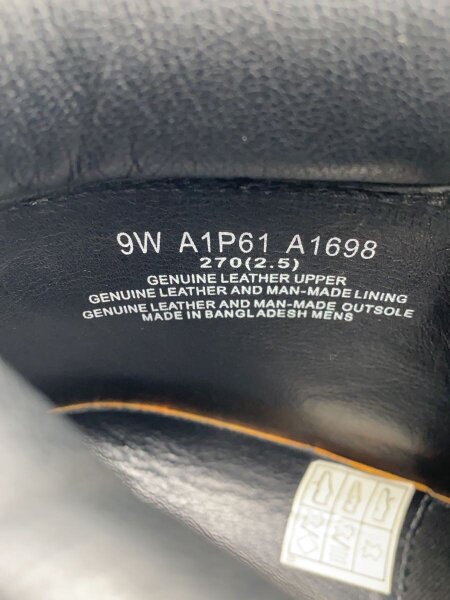 9W A1P61 A1698
270(2.5)
GENUINE LEATHER UPPER
GENUINE LEATHER AND MAN-MADE LINING
GENUINE LEATHER AND MAN-MADE OUTSOLE
MADE IN BANGLADESH MENS